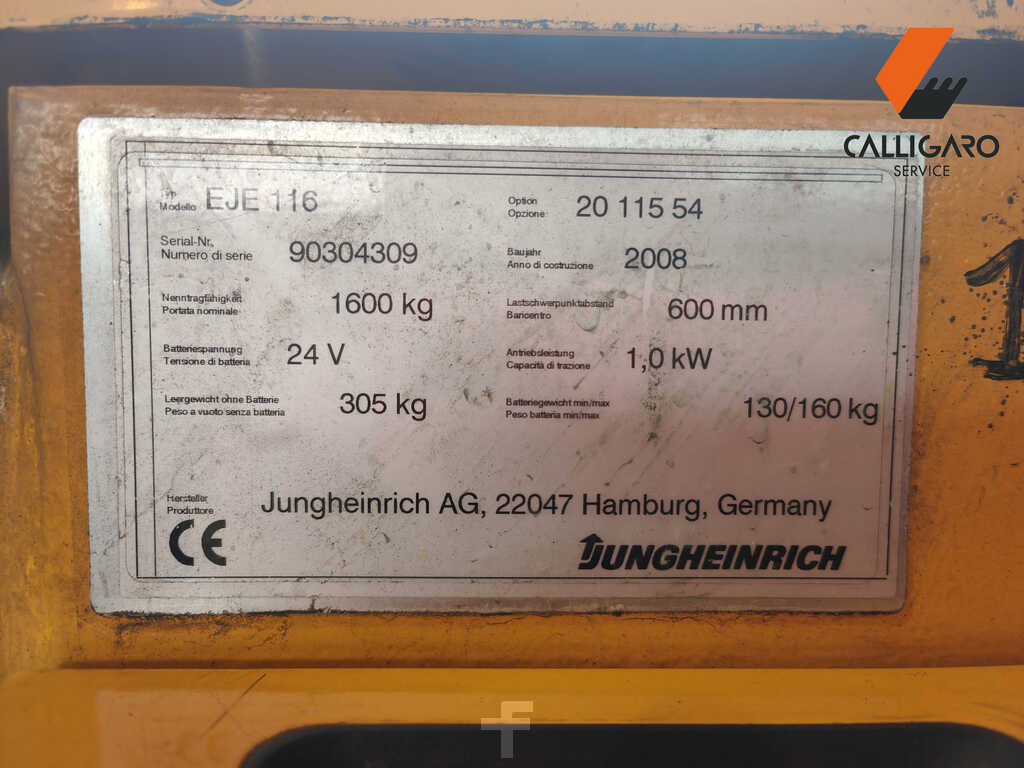 CALLIGARO
SERVICE
Typ
Modello EJE 116
Option
Opzione 20 115 54
Serial-Nr.
Numero di serie 90304309
Baujahr
Anno di costruzione 2008
Nenntragfähigkeit
Portata nominale 1600 kg
Lastschwerpunktabstand
Baricentro 600 mm
Batteriespannung
Tensione di batteria 24 V
Antriebsleistung
Capacità di trazione 1,0 kW
Leergewicht ohne Batterie
Peso a vuoto senza batteria 305 kg
Batteriegewicht min/max
Peso batteria min/max 130/160 kg
Hersteller
Produttore Jungheinrich AG, 22047 Hamburg, Germany
CE
JUNGHEINRICH